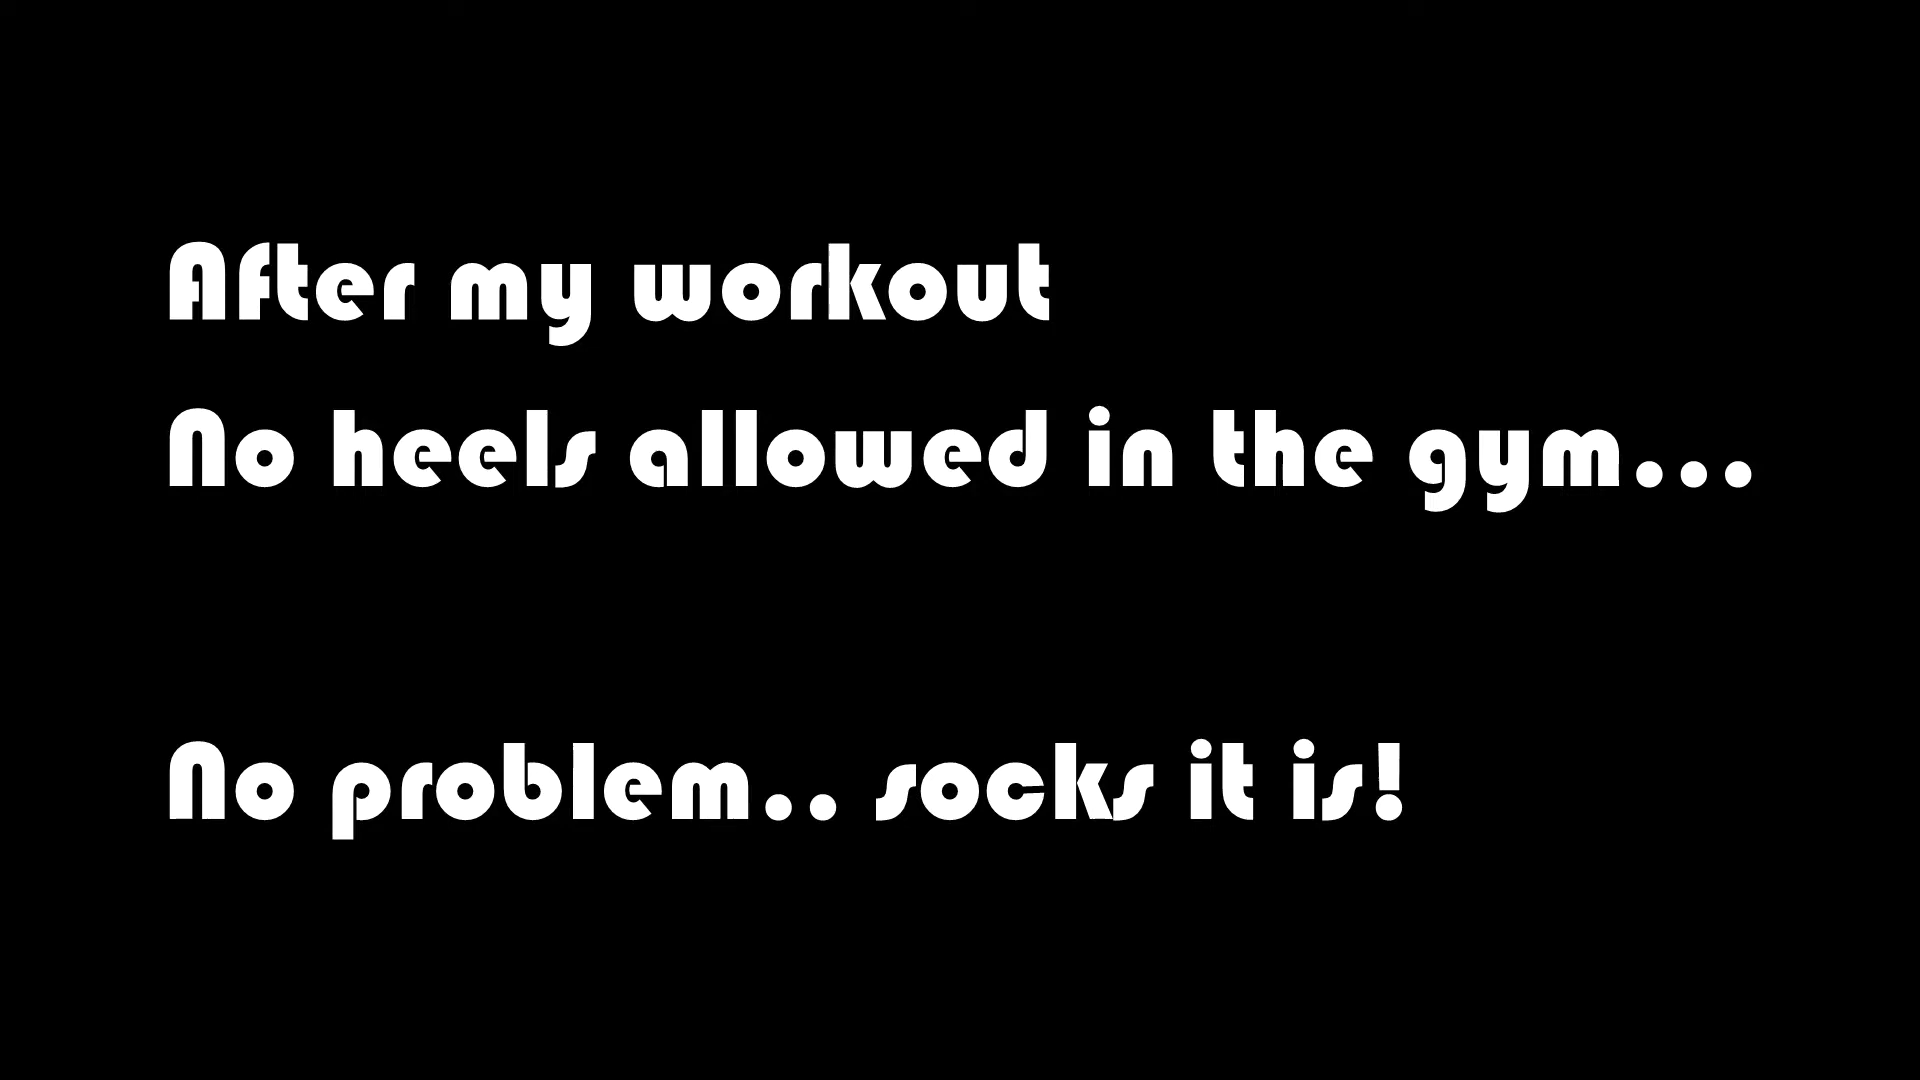 After my workout
No heels allowed in the gym...
No problem.. socks it is!